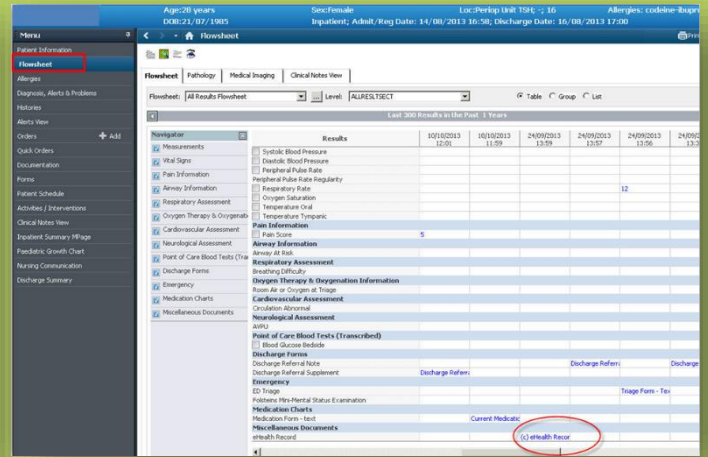 Age:28 years Sex:Female Loc:Periop Unit TSH; -; 16 Allergies: codeine-ibupr
DOB:21/07/1985 Inpatient; Admit/Reg Date: 14/08/2013 16:58; Discharge Date: 16/08/2013 17:00
Menu
Flowsheet
Prin
Patient Information
Flowsheet
Allergies
Diagnosis, Alerts & Problems
Histories
Alerts View
Orders Add
Quick Orders
Documentation
Forms
Patient Schedule
Activities / Interventions
Clinical Notes View
Inpatient Summary MPage
Paediatric Growth Chart
Nursing Communication
Discharge Summary
Flowsheet Pathology Medical Imaging Clinical Notes View
Flowsheet: All Results Flowsheet ... Level: ALLRESLTSECT Table Group List
Last 300 Results in the Past 1 Years
Navigator
Measurements
Vital Signs
Pain Information
Airway Information
Respiratory Assessment
Oxygen Therapy & Oxygenati
Cardiovascular Assessment
Neurological Assessment
Point of Care Blood Tests (Tra
Discharge Forms
Emergency
Medication Charts
Miscellaneous Documents
Results 10/10/2013 12:01 10/10/2013 11:59 24/09/2013 13:59 24/09/2013 13:57 24/09/2013 13:56 24/09/2 13:3
Systolic Blood Pressure
Diastolic Blood Pressure
Peripheral Pulse Rate
Peripheral Pulse Rate Regularity
Respiratory Rate 12
Oxygen Saturation
Temperature Oral
Temperature Tympanic
Pain Information
Pain Score 5
Airway Information
Airway At Risk
Respiratory Assessment
Breathing Difficulty
Oxygen Therapy & Oxygenation Information
Room Air or Oxygen at Triage
Cardiovascular Assessment
Circulation Abnormal
Neurological Assessment
AVPU
Point of Care Blood Tests (Transcribed)
Blood Glucose Bedside
Discharge Forms
Discharge Referral Note Discharge Referra Discharge
Discharge Referral Supplement Discharge Referr
Emergency
ED Triage Triage Form - Tex
Folsteins Mini-Mental Status Examination
Medication Charts
Medication Form - text Current Medicatic
Miscellaneous Documents
eHealth Record (c) eHealth Recor